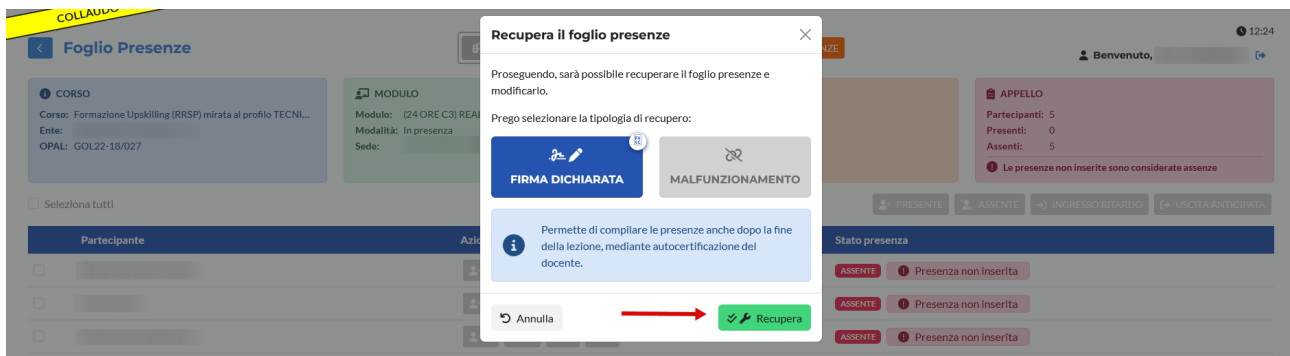 COLLAUDO
Foglio Presenze
12:24
Benvenuto,
CORSO
Corso: Formazione Upskilling (RRSP) mirata al profilo TECNI...
Ente:
OPAL: GOL22-18/027
MODULO
Modulo: (24 ORE C3) REA
Modalità: In presenza
Sede:
APPELLO
Partecipanti: 5
Presenti: 0
Assenti: 5
Le presenze non inserite sono considerate assenze
Recupera il foglio presenze
Proseguendo, sarà possibile recuperare il foglio presenze e
modificarlo.
Prego selezionare la tipologia di recupero:
FIRMA DICHIARATA
MALFUNZIONAMENTO
Permette di compilare le presenze anche dopo la fine
della lezione, mediante autocertificazione del
docente.
Annulla
Recupera
Seleziona tutti
PRESENTE
ASSENTE
INGRESSO RITARDO
USCITA ANTICIPATA
Partecipante
Stato presenza
ASSENTE Presenza non inserita
ASSENTE Presenza non inserita
ASSENTE Presenza non inserita